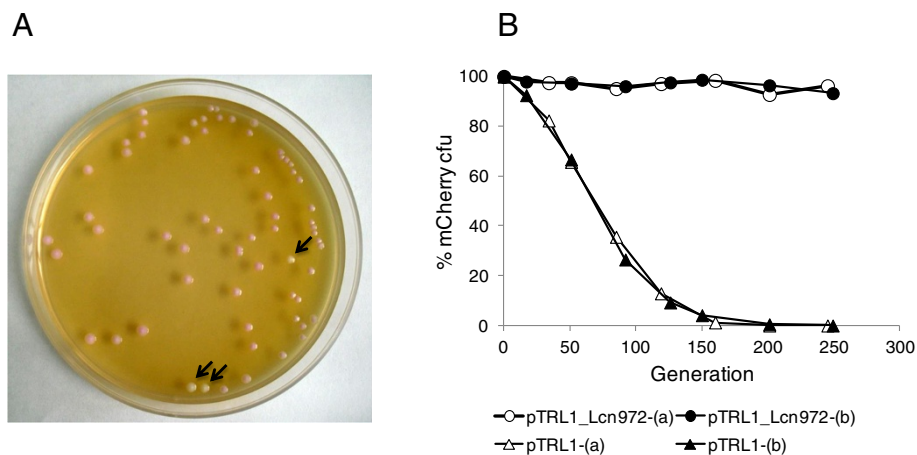 A
B
100
80
60
40
20
0
% mCherry cfu
0 50 100 150 200 250 300
Generation
pTRL1_Lcn972-(a) pTRL1_Lcn972-(b)
pTRL1-(a) pTRL1-(b)